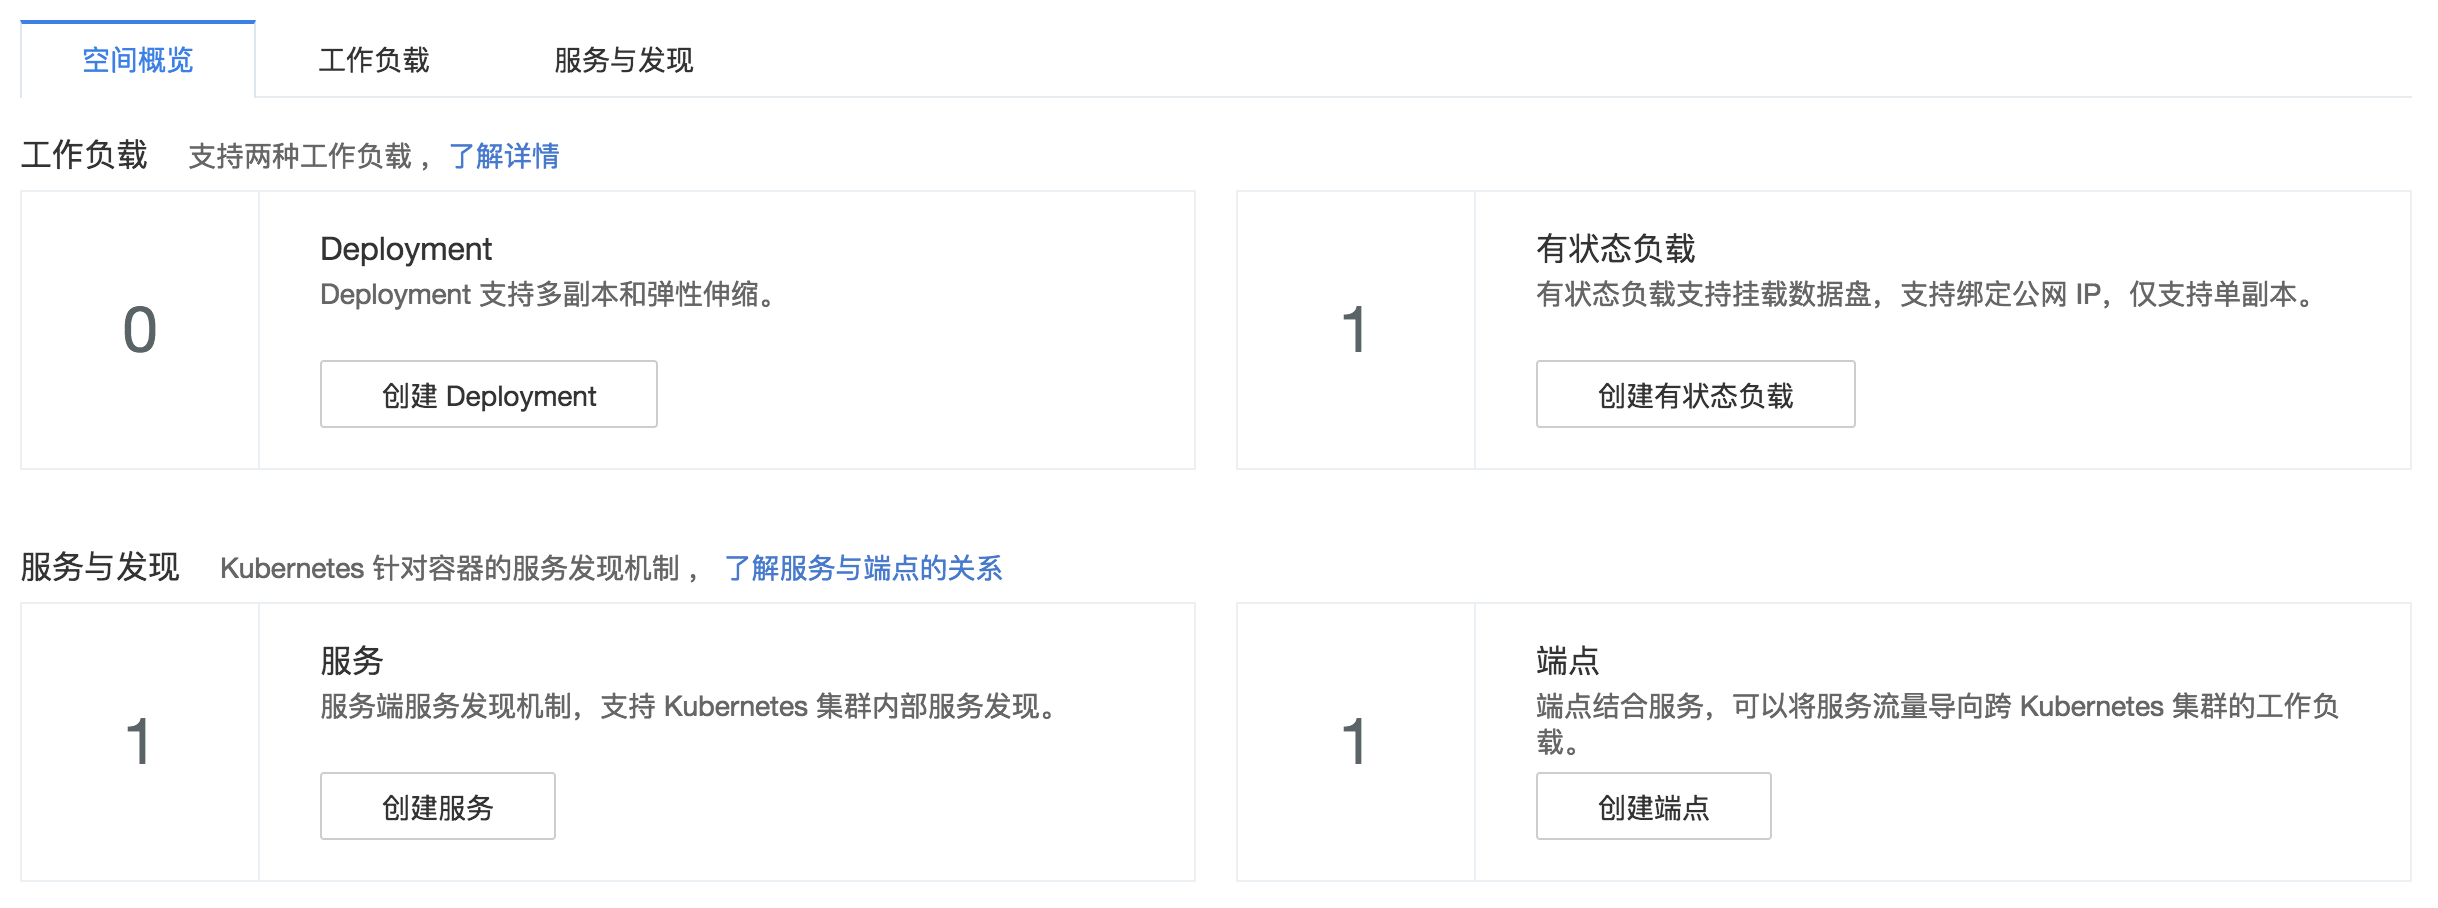 空间概览 工作负载 服务与发现
工作负载 支持两种工作负载，了解详情
0
Deployment
Deployment 支持多副本和弹性伸缩。
创建 Deployment
1
有状态负载
有状态负载支持挂载数据盘，支持绑定公网 IP，仅支持单副本。
创建有状态负载
服务与发现 Kubernetes 针对容器的服务发现机制， 了解服务与端点的关系
1
服务
服务端服务发现机制，支持 Kubernetes 集群内部服务发现。
创建服务
1
端点
端点结合服务，可以将服务流量导向跨 Kubernetes 集群的工作负
载。
创建端点